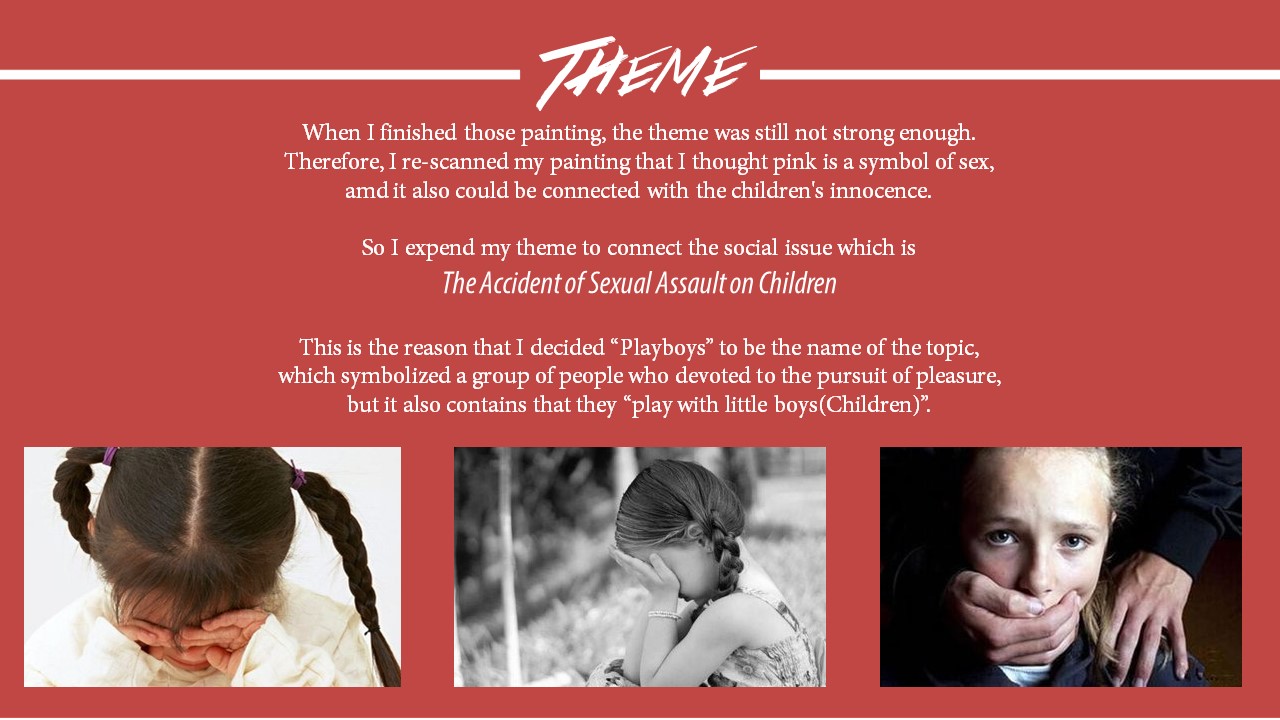 THEME
When I finished those painting, the theme was still not strong enough.
Therefore, I re-scanned my painting that I thought pink is a symbol of sex,
amd it also could be connected with the children's innocence.
So I expend my theme to connect the social issue which is
The Accident of Sexual Assault on Children
This is the reason that I decided “Playboys” to be the name of the topic,
which symbolized a group of people who devoted to the pursuit of pleasure,
but it also contains that they “play with little boys(Children)”.